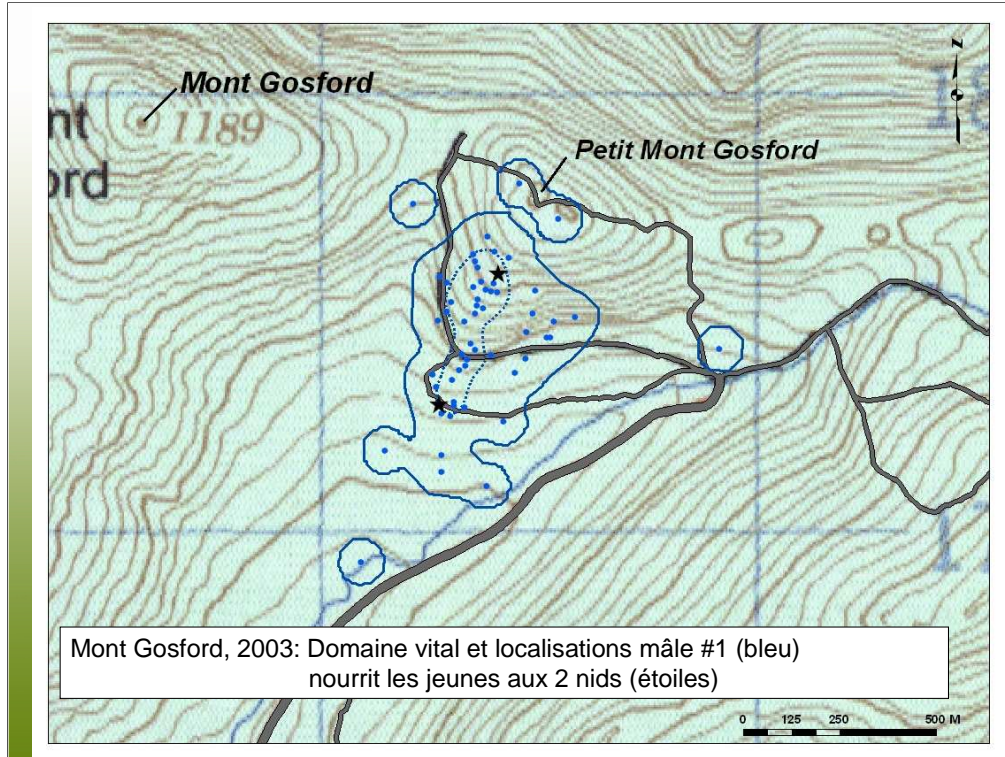 Mont Gosford
nt
1189
ord
Petit Mont Gosford
Mont Gosford, 2003: Domaine vital et localisations mâle #1 (bleu)
nourrit les jeunes aux 2 nids (étoiles)
0 125 250 500 M